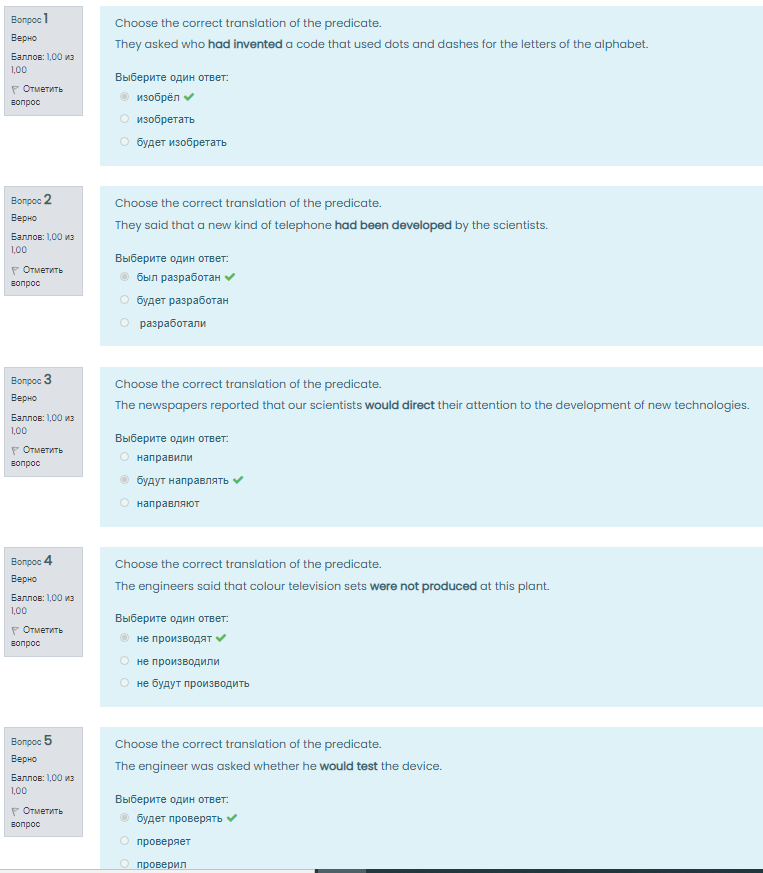 Вопрос 1
Верно
Баллов: 1,00 из
1,00
Отметить
вопрос
Choose the correct translation of the predicate.
They asked who had invented a code that used dots and dashes for the letters of the alphabet.
Выберите один ответ:
изобрёл
изобретать
будет изобретать
Вопрос 2
Верно
Баллов: 1,00 из
1,00
Отметить
вопрос
Choose the correct translation of the predicate.
They said that a new kind of telephone had been developed by the scientists.
Выберите один ответ:
был разработан
будет разработан
разработали
Вопрос 3
Верно
Баллов: 1,00 из
1,00
Отметить
вопрос
Choose the correct translation of the predicate.
The newspapers reported that our scientists would direct their attention to the development of new technologies.
Выберите один ответ:
направили
будут направлять
направляют
Вопрос 4
Верно
Баллов: 1,00 из
1,00
Отметить
вопрос
Choose the correct translation of the predicate.
The engineers said that colour television sets were not produced at this plant.
Выберите один ответ:
не производят
не производили
не будут производить
Вопрос 5
Верно
Баллов: 1,00 из
1,00
Отметить
вопрос
Choose the correct translation of the predicate.
The engineer was asked whether he would test the device.
Выберите один ответ:
будет проверять
проверяет
проверил